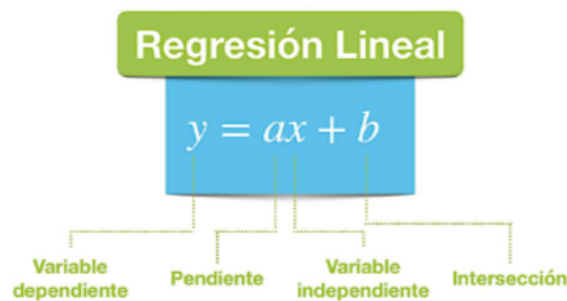 Regresión Lineal
y = ax + b
Variable dependiente
Pendiente
Variable independiente
Intersección